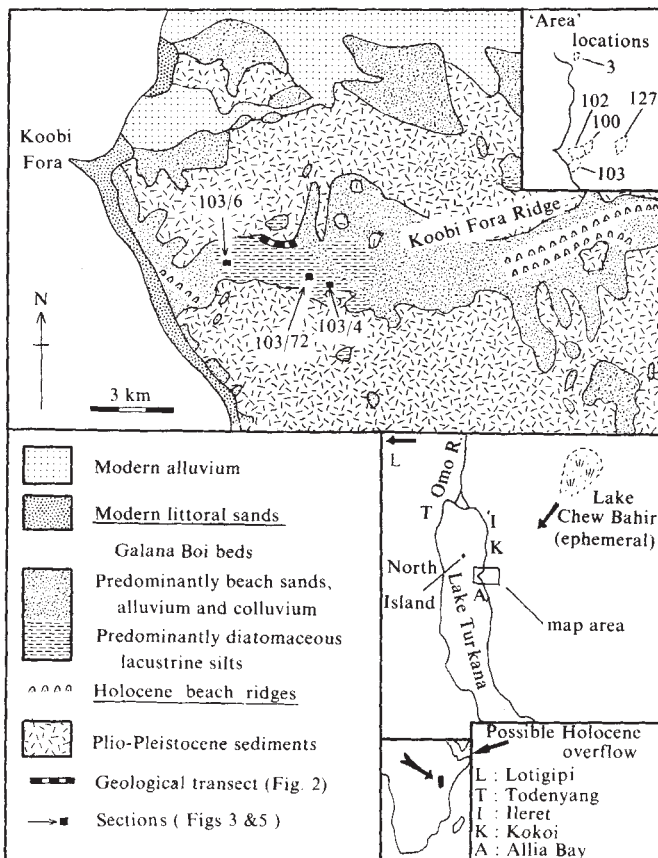 'Area'
locations
3
102
127
100
103
Koobi
Fora
103/6
Koobi Fora Ridge
N
103/72
103/4
3 km
Modern alluvium
Modern littoral sands
Galana Boi beds
Predominantly beach sands,
alluvium and colluvium
Predominantly diatomaceous
lacustrine silts
Holocene beach ridges
Plio-Pleistocene sediments
Geological transect (Fig. 2)
Sections ( Figs 3 & 5 )
L
Omo R.
T
'I
K
Lake
Chew Bahir
(ephemeral)
North
Island
A
Lake Turkana
map area
Possible Holocene
overflow
L : Lotigipi
T : Todenyang
I : Ileret
K : Kokoi
A : Allia Bay